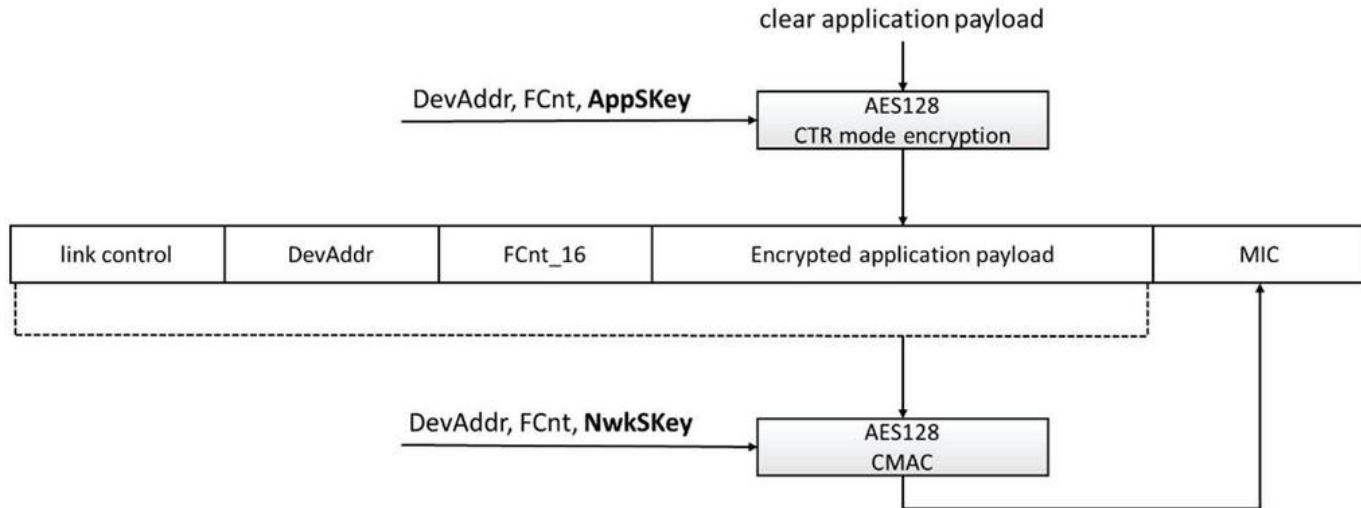 clear application payload
DevAddr, FCnt, AppSKey
AES128
CTR mode encryption
link control
DevAddr
FCnt_16
Encrypted application payload
MIC
DevAddr, FCnt, NwkSKey
AES128
CMAC